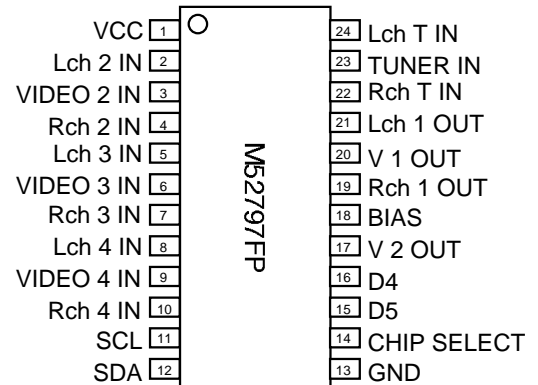 VCC 1
Lch 2 IN 2
VIDEO 2 IN 3
Rch 2 IN 4
Lch 3 IN 5
VIDEO 3 IN 6
Rch 3 IN 7
Lch 4 IN 8
VIDEO 4 IN 9
Rch 4 IN 10
SCL 11
SDA 12
M52797FP
24 Lch T IN
23 TUNER IN
22 Rch T IN
21 Lch 1 OUT
20 V 1 OUT
19 Rch 1 OUT
18 BIAS
17 V 2 OUT
16 D4
15 D5
14 CHIP SELECT
13 GND